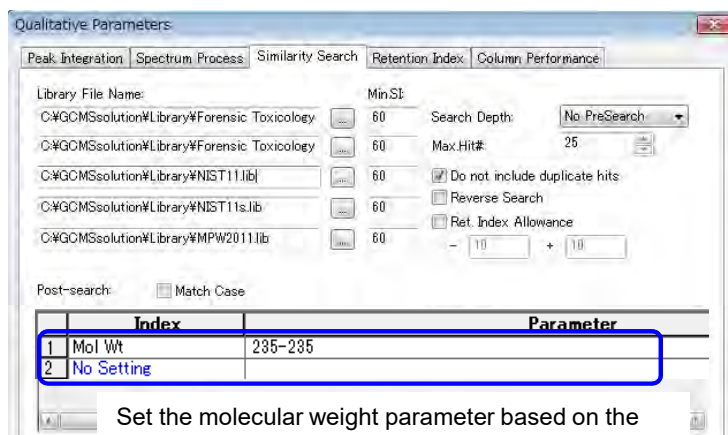 Qualitative Parameters
Peak Integration Spectrum Process Similarity Search Retention Index Column Performance
Library File Name: Min.SI:
C:¥GCMSsolution¥Library¥Forensic Toxicology ... 60 Search Depth: No PreSearch
C:¥GCMSsolution¥Library¥Forensic Toxicology ... 60 Max.Hit#: 25
C:¥GCMSsolution¥Library¥NIST11.lib ... 60 Do not include duplicate hits
C:¥GCMSsolution¥Library¥NIST11s.lib ... 60 Reverse Search
Ret. Index Allowance
C:¥GCMSsolution¥Library¥MPW2011.lib ... 60 - 10 + 10
Post-search: Match Case
Index Parameter
1 Mol Wt 235-235
2 No Setting
Set the molecular weight parameter based on the